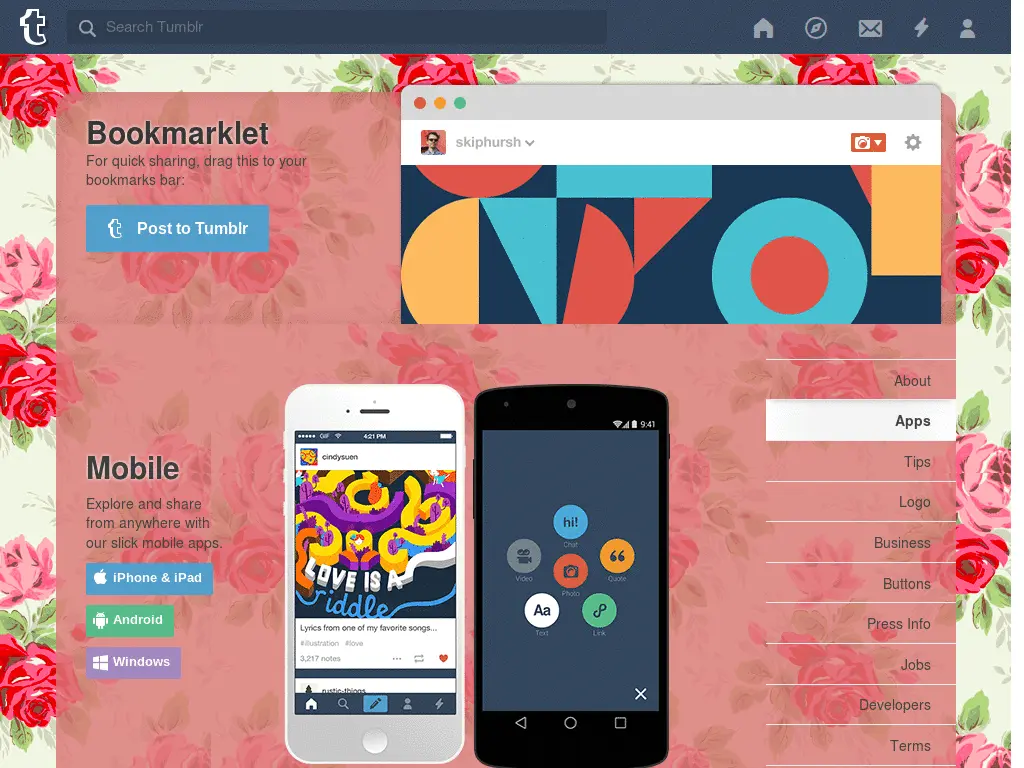 Search Tumblr
Bookmarklet
For quick sharing, drag this to your
bookmarks bar:
Post to Tumblr
skiphursh
Mobile
Explore and share
from anywhere with
our slick mobile apps.
iPhone & iPad
Android
Windows
GIF
4:21 PM
cindysuen
LOVE IS A
riddle
Lyrics from one of my favorite songs...
#illustration #love
3,217 notes
rustic-things
9:41
hi!
Chat
Video
Photo
Quote
Aa
Text
Link
About
Apps
Tips
Logo
Business
Buttons
Press Info
Jobs
Developers
Terms